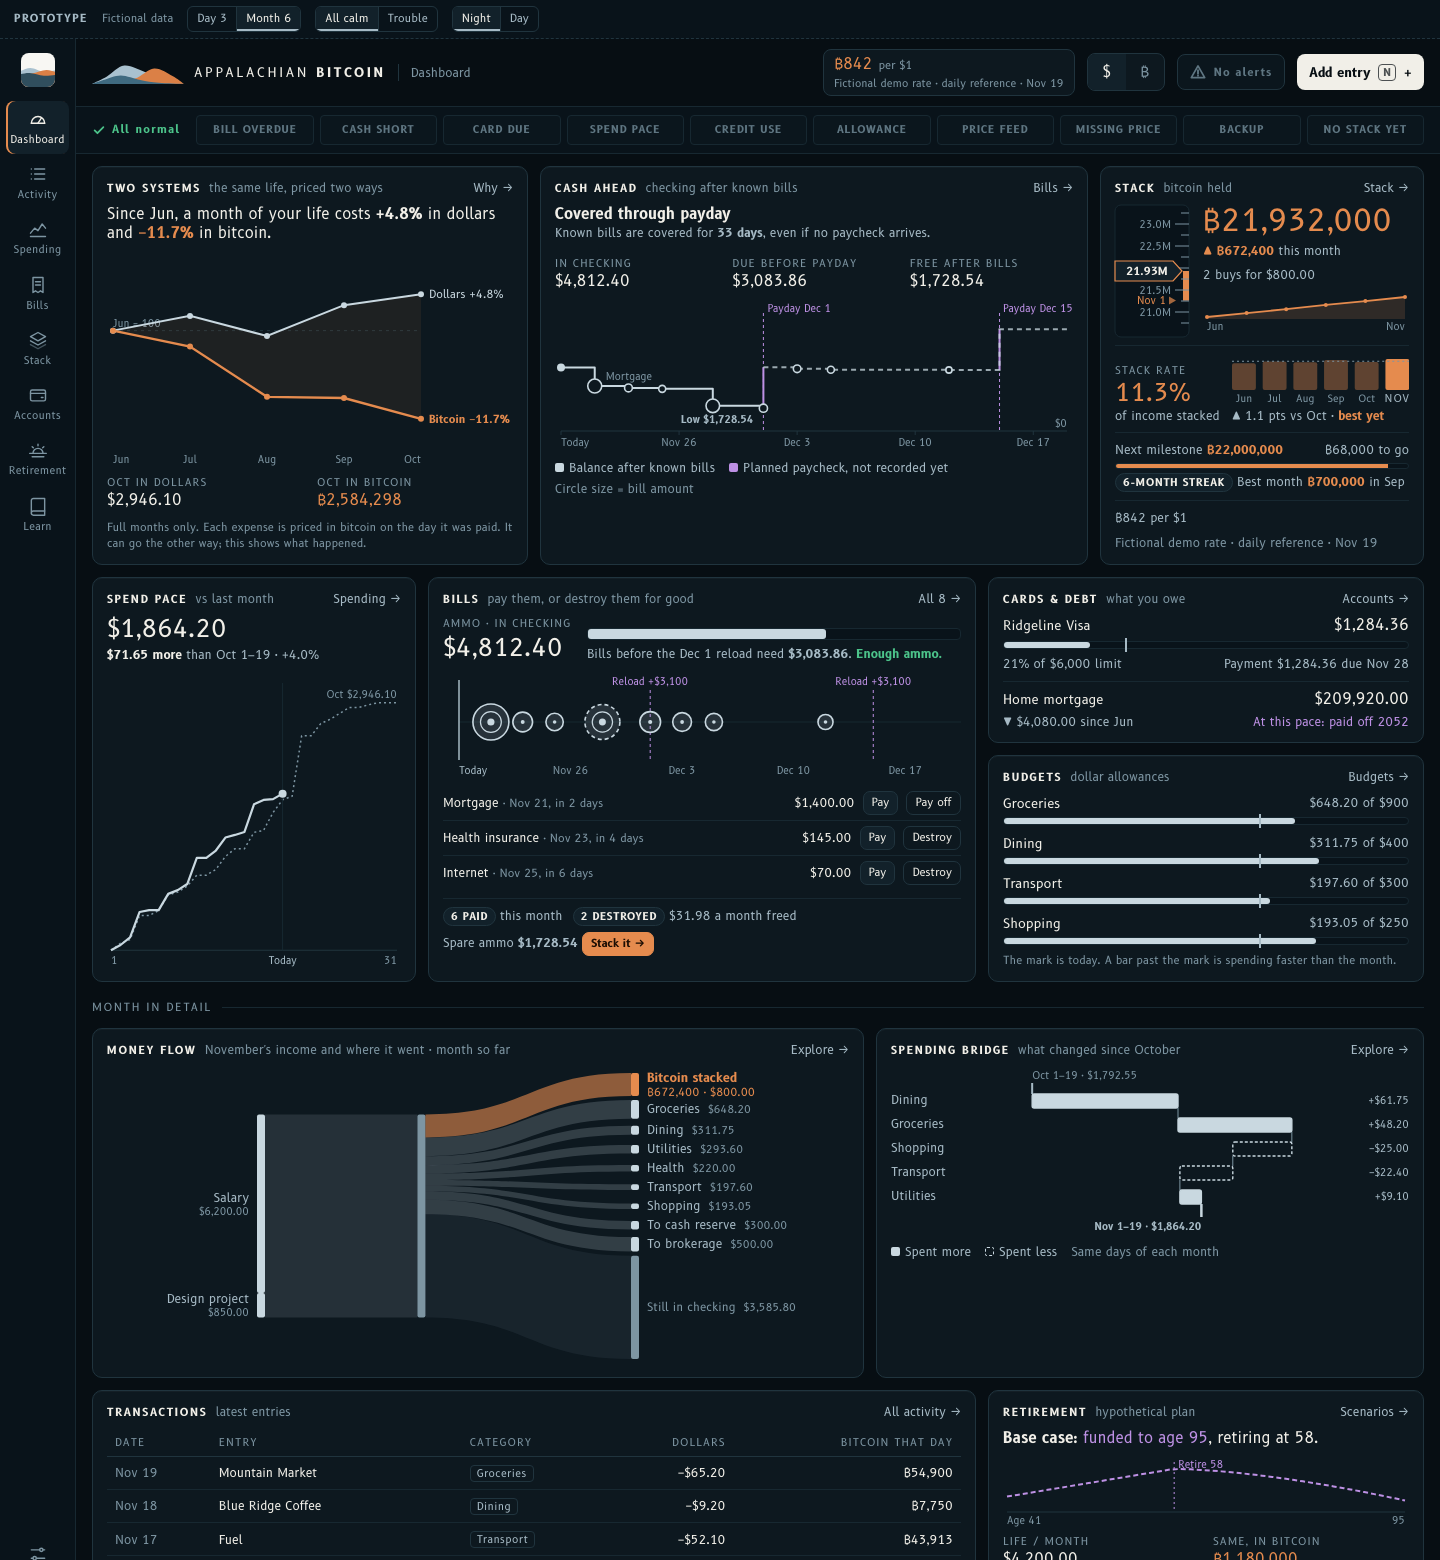 PROTOTYPE Fictional data Day 3 Month 6 All calm Trouble Night Day
APPALACHIAN BITCOIN Dashboard
₿842 per $1
Fictional demo rate · daily reference · Nov 19
$ ₿ No alerts Add entry N +
Dashboard
Activity
Spending
Bills
Stack
Accounts
Retirement
Learn
All normal BILL OVERDUE CASH SHORT CARD DUE SPEND PACE CREDIT USE ALLOWANCE PRICE FEED MISSING PRICE BACKUP NO STACK YET
TWO SYSTEMS the same life, priced two ways Why →
Since Jun, a month of your life costs +4.8% in dollars
and −11.7% in bitcoin.
Dollars +4.8%
Jun = 100
Bitcoin −11.7%
Jun Jul Aug Sep Oct
OCT IN DOLLARS OCT IN BITCOIN
$2,946.10 ₿2,584,298
Full months only. Each expense is priced in bitcoin on the day it was paid. It
can go the other way; this shows what happened.
CASH AHEAD checking after known bills Bills →
Covered through payday
Known bills are covered for 33 days, even if no paycheck arrives.
IN CHECKING DUE BEFORE PAYDAY FREE AFTER BILLS
$4,812.40 $3,083.86 $1,728.54
Payday Dec 1 Payday Dec 15
Mortgage
Low $1,728.54
$0
Today Nov 26 Dec 3 Dec 10 Dec 17
Balance after known bills Planned paycheck, not recorded yet
Circle size = bill amount
STACK bitcoin held Stack →
23.0M
22.5M
21.93M
21.5M
Nov 1
21.0M
₿21,932,000
▲ ₿672,400 this month
2 buys for $800.00
Jun Nov
STACK RATE
11.3%
of income stacked
Jun Jul Aug Sep Oct NOV
▲ 1.1 pts vs Oct · best yet
Next milestone ₿22,000,000 ₿68,000 to go
6-MONTH STREAK Best month ₿700,000 in Sep
₿842 per $1
Fictional demo rate · daily reference · Nov 19
SPEND PACE vs last month Spending →
$1,864.20
$71.65 more than Oct 1–19 · +4.0%
Oct $2,946.10
1 Today 31
BILLS pay them, or destroy them for good All 8 →
AMMO · IN CHECKING
$4,812.40
Bills before the Dec 1 reload need $3,083.86. Enough ammo.
Reload +$3,100 Reload +$3,100
Today Nov 26 Dec 3 Dec 10 Dec 17
Mortgage · Nov 21, in 2 days $1,400.00 Pay Pay off
Health insurance · Nov 23, in 4 days $145.00 Pay Destroy
Internet · Nov 25, in 6 days $70.00 Pay Destroy
6 PAID this month 2 DESTROYED $31.98 a month freed
Spare ammo $1,728.54 Stack it →
CARDS & DEBT what you owe Accounts →
Ridgeline Visa $1,284.36
21% of $6,000 limit Payment $1,284.36 due Nov 28
Home mortgage $209,920.00
▼ $4,080.00 since Jun At this pace: paid off 2052
BUDGETS dollar allowances Budgets →
Groceries $648.20 of $900
Dining $311.75 of $400
Transport $197.60 of $300
Shopping $193.05 of $250
The mark is today. A bar past the mark is spending faster than the month.
MONTH IN DETAIL
MONEY FLOW November's income and where it went · month so far Explore →
Salary
$6,200.00
Design project
$850.00
Bitcoin stacked
₿672,400 · $800.00
Groceries $648.20
Dining $311.75
Utilities $293.60
Health $220.00
Transport $197.60
Shopping $193.05
To cash reserve $300.00
To brokerage $500.00
Still in checking $3,585.80
SPENDING BRIDGE what changed since October Explore →
Oct 1–19 · $1,792.55
Dining +$61.75
Groceries +$48.20
Shopping −$25.00
Transport −$22.40
Utilities +$9.10
Nov 1–19 · $1,864.20
Spent more Spent less Same days of each month
TRANSACTIONS latest entries All activity →
DATE ENTRY CATEGORY DOLLARS BITCOIN THAT DAY
Nov 19 Mountain Market Groceries −$65.20 ₿54,900
Nov 18 Blue Ridge Coffee Dining −$9.20 ₿7,750
Nov 17 Fuel Transport −$52.10 ₿43,913
RETIREMENT hypothetical plan Scenarios →
Base case: funded to age 95, retiring at 58.
Retire 58
Age 41 95
LIFE / MONTH SAME, IN BITCOIN
$4,200.00 ₿1,180,000